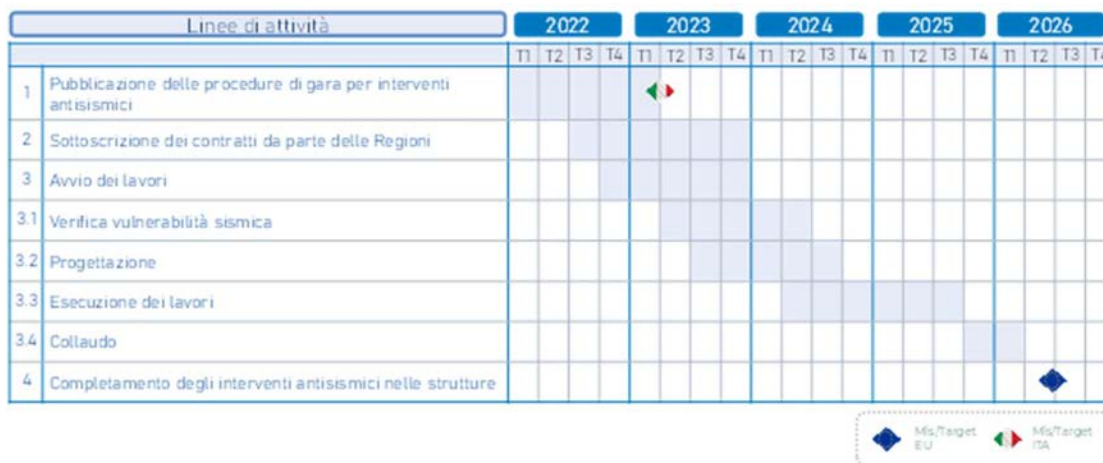 Linee di attività 2022 2023 2024 2025 2026
T1 T2 T3 T4 T1 T2 T3 T4 T1 T2 T3 T4 T1 T2 T3 T4 T1 T2 T3 T4
1 Pubblicazione delle procedure di gara per interventi
antisismici
2 Sottoscrizione dei contratti da parte delle Regioni
3 Avvio dei lavori
3.1 Verifica vulnerabilità sismica
3.2 Progettazione
3.3 Esecuzione dei lavori
3.4 Collaudo
4 Completamento degli interventi antisismici nelle strutture
Mis/Target Mis/Target
EU ITA